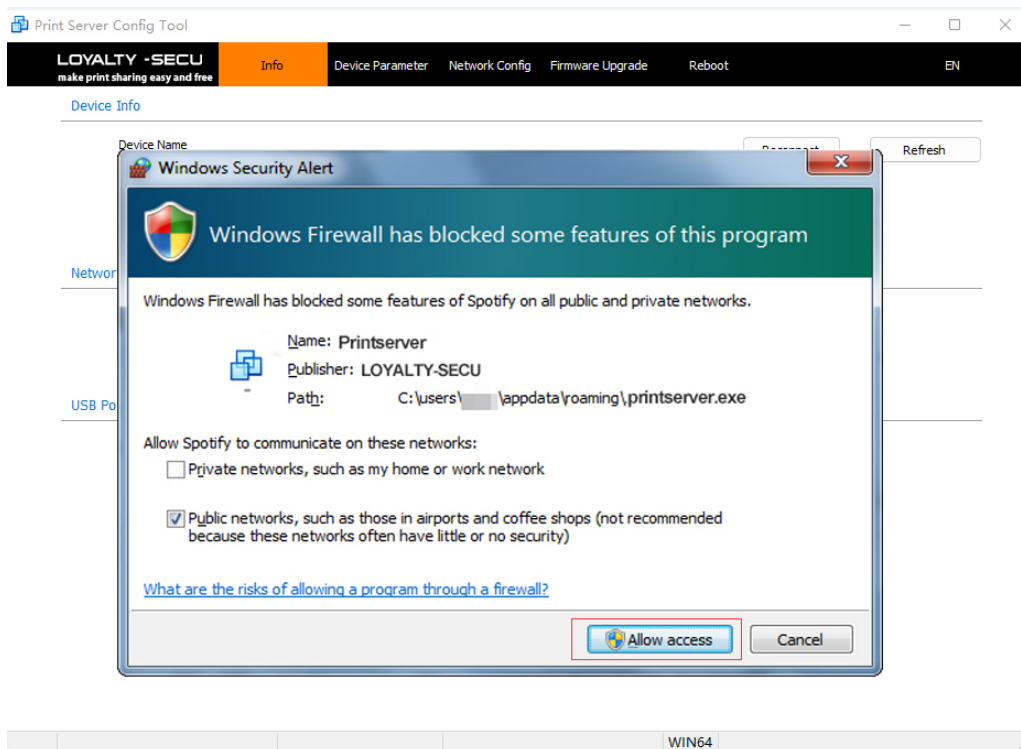 Print Server Config Tool
LOYALTY -SECU
make print sharing easy and free
Info Device Parameter Network Config Firmware Upgrade Reboot EN
Device Info
Device Name
Reconnect Refresh
Windows Security Alert
Windows Firewall has blocked some features of this program
Networ
Windows Firewall has blocked some features of Spotify on all public and private networks.
Name: Printserver
Publisher: LOYALTY-SECU
Path: C:\users\ \appdata\roaming\printserver.exe
USB Po
Allow Spotify to communicate on these networks:
Private networks, such as my home or work network
Public networks, such as those in airports and coffee shops (not recommended
because these networks often have little or no security)
What are the risks of allowing a program through a firewall?
Allow access Cancel
WIN64